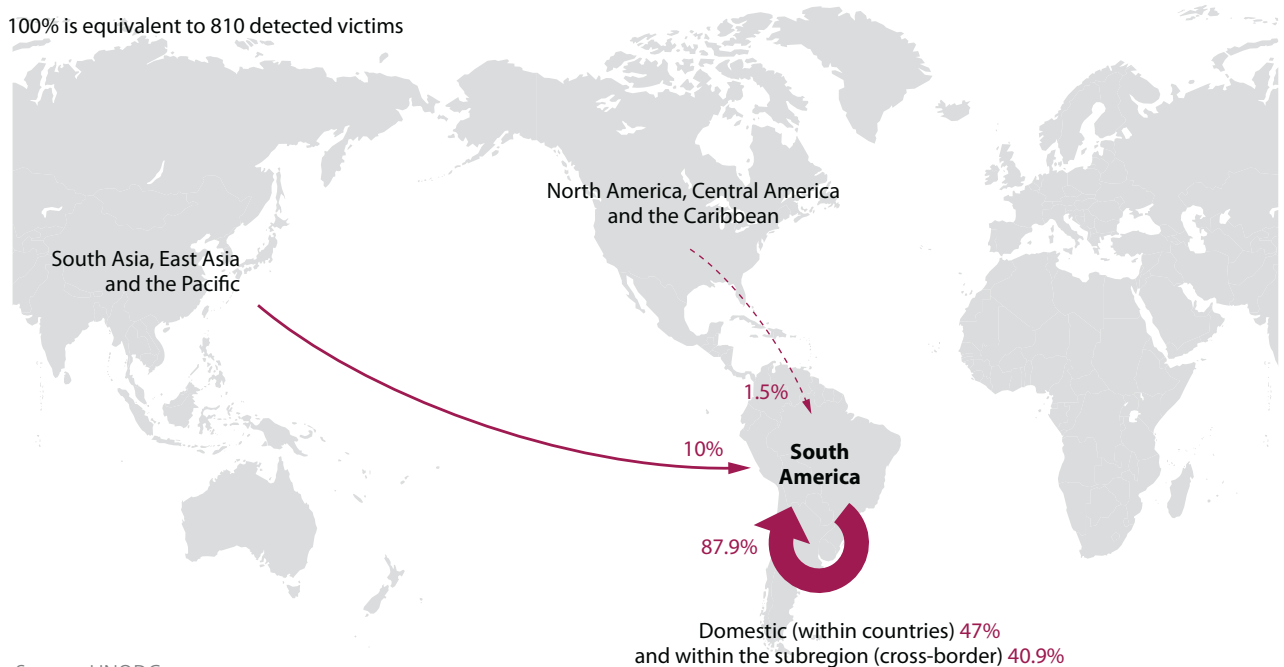 100% is equivalent to 810 detected victims
North America, Central America
and the Caribbean
South Asia, East Asia
and the Pacific
1.5%
10%
South
America
87.9%
Domestic (within countries) 47%
and within the subregion (cross-border) 40.9%